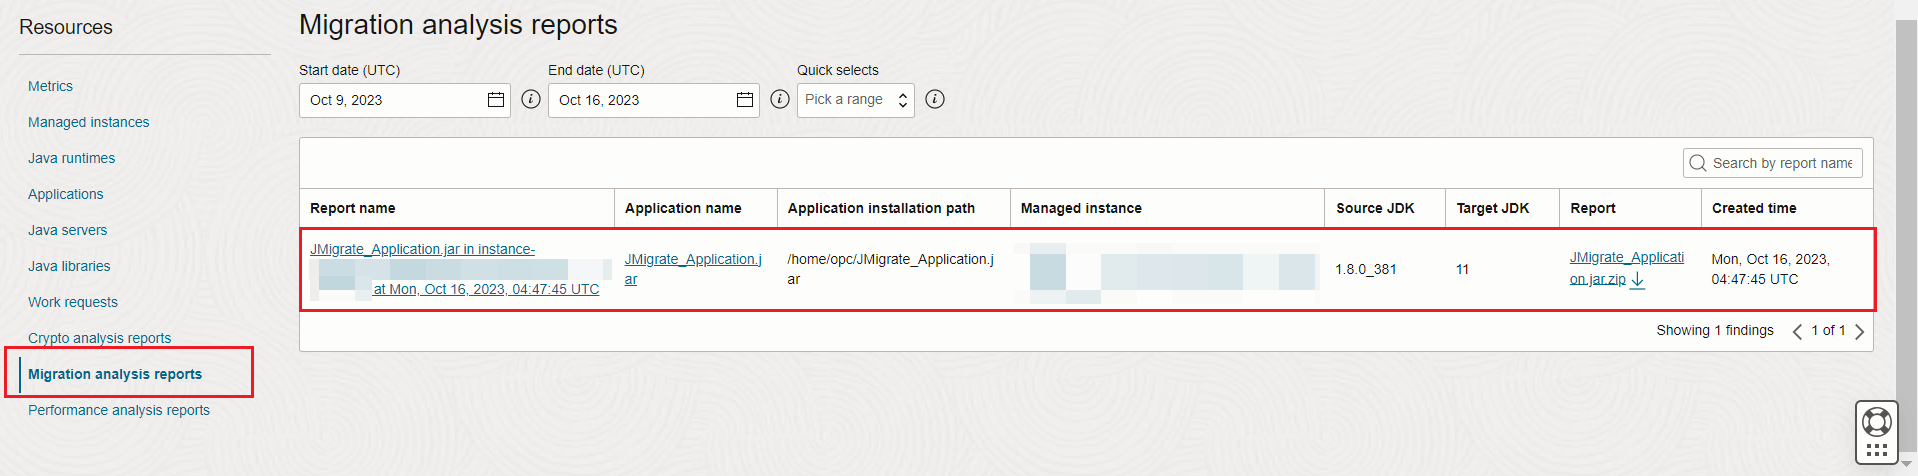 Resources
Metrics
Managed instances
Java runtimes
Applications
Java servers
Java libraries
Work requests
Crypto analysis reports
Migration analysis reports
Performance analysis reports
Migration analysis reports
Start date (UTC)
Oct 9, 2023
End date (UTC)
Oct 16, 2023
Quick selects
Pick a range
Search by report name
Report name
Application name
Application installation path
Managed instance
Source JDK
Target JDK
Report
Created time
JMigrate_Application.jar in instance-
at Mon, Oct 16, 2023, 04:47:45 UTC
JMigrate_Application.j
ar
/home/opc/JMigrate_Application.j
ar
1.8.0_381
11
JMigrate_Applicati
on.jar.zip
Mon, Oct 16, 2023,
04:47:45 UTC
Showing 1 findings
1 of 1